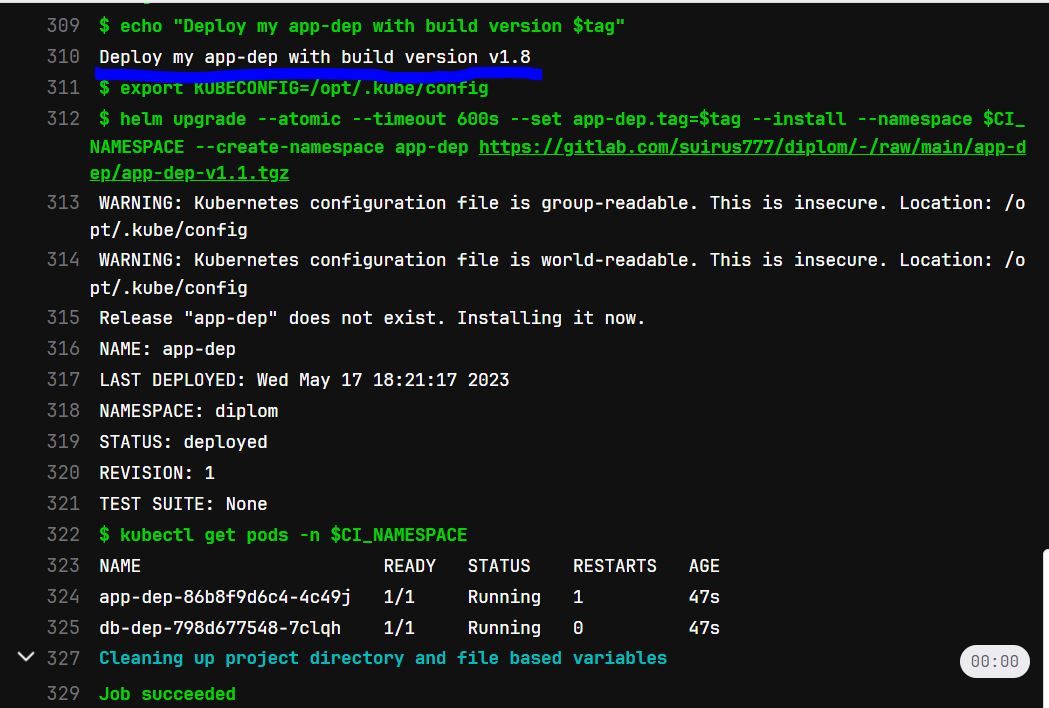 309 $ echo "Deploy my app-dep with build version $tag"
310 Deploy my app-dep with build version v1.8
311 $ export KUBECONFIG=/opt/.kube/config
312 $ helm upgrade --atomic --timeout 600s --set app-dep.tag=$tag --install --namespace $CI_
NAMESPACE --create-namespace app-dep https://gitlab.com/suirus777/diplom/-/raw/main/app-d
ep/app-dep-v1.1.tgz
313 WARNING: Kubernetes configuration file is group-readable. This is insecure. Location: /o
pt/.kube/config
314 WARNING: Kubernetes configuration file is world-readable. This is insecure. Location: /o
pt/.kube/config
315 Release "app-dep" does not exist. Installing it now.
316 NAME: app-dep
317 LAST DEPLOYED: Wed May 17 18:21:17 2023
318 NAMESPACE: diplom
319 STATUS: deployed
320 REVISION: 1
321 TEST SUITE: None
322 $ kubectl get pods -n $CI_NAMESPACE
323 NAME READY STATUS RESTARTS AGE
324 app-dep-86b8f9d6c4-4c49j 1/1 Running 1 47s
325 db-dep-798d677548-7clqh 1/1 Running 0 47s
327 Cleaning up project directory and file based variables 00:00
329 Job succeeded